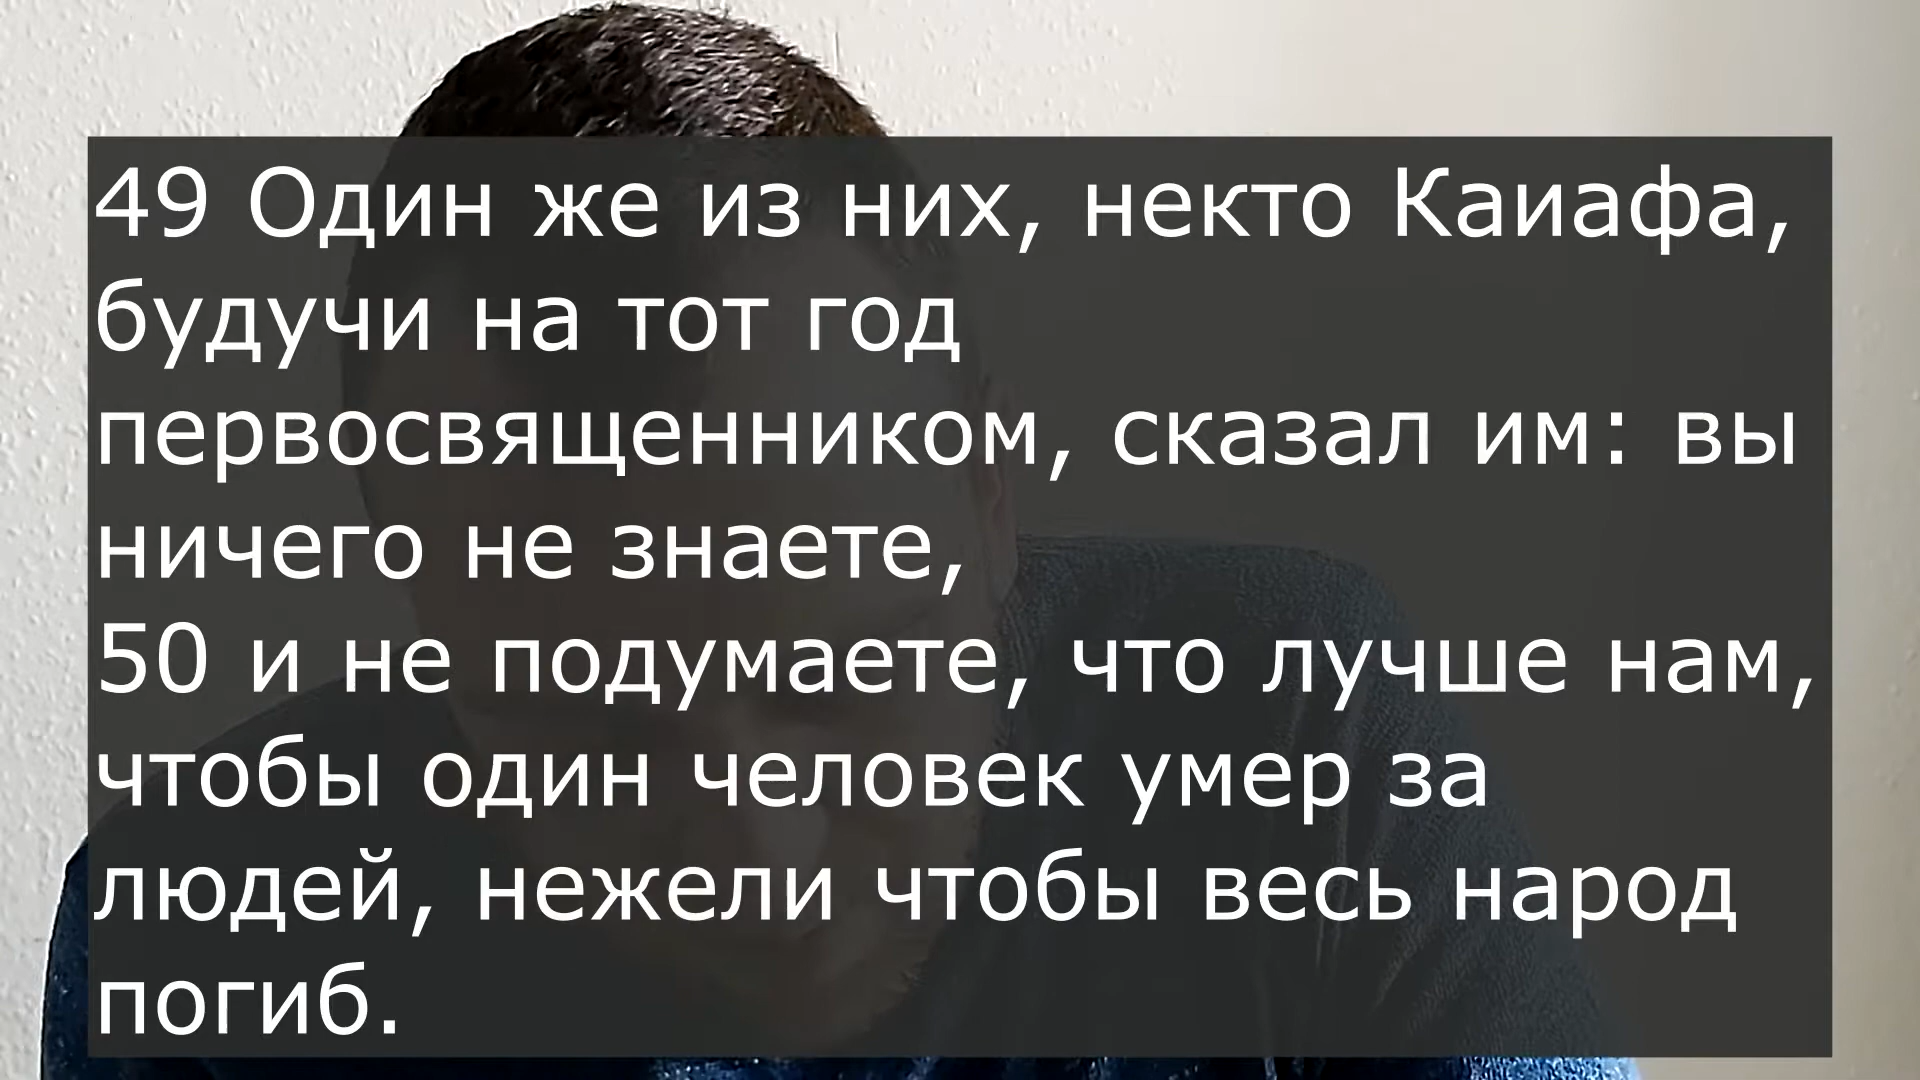 49 Один же из них, некто Каиафа,
будучи на тот год
первосвященником, сказал им: вы
ничего не знаете,
50 и не подумаете, что лучше нам,
чтобы один человек умер за
людей, нежели чтобы весь народ
погиб.